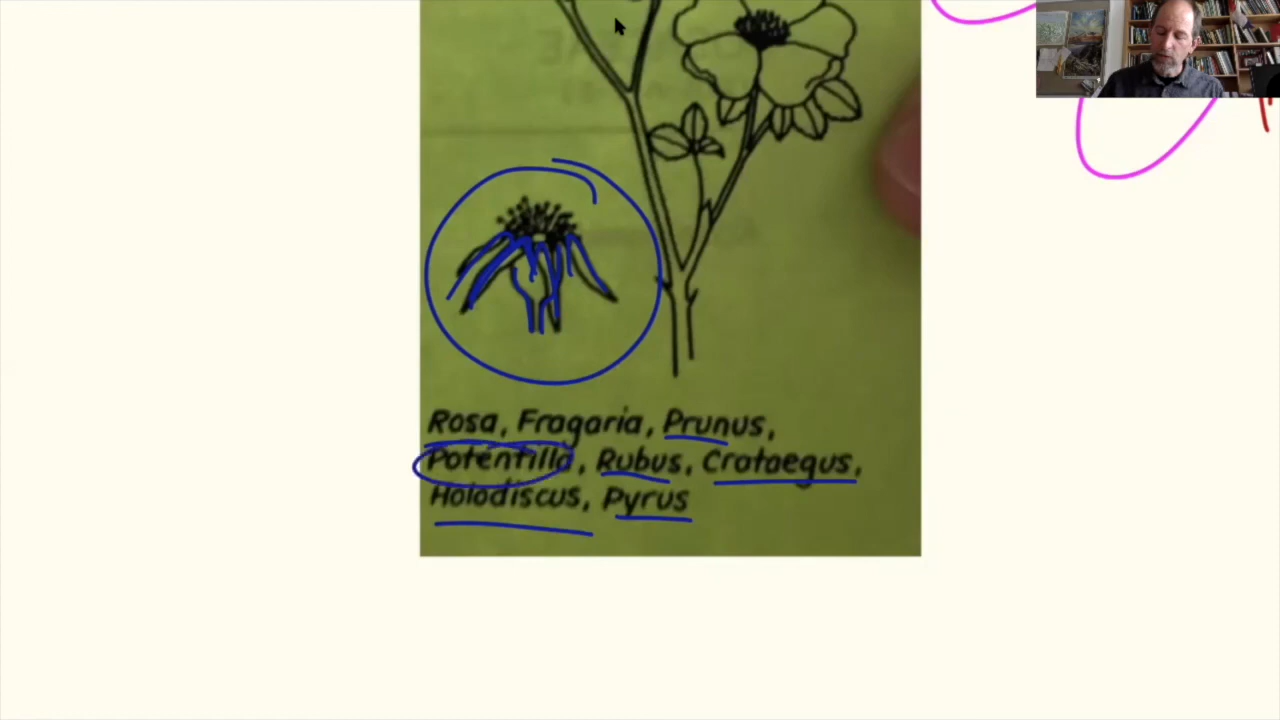 Rosa, Fragaria, Prunus,
Potentilla, Rubus, Crataegus,
Holodiscus, Pyrus